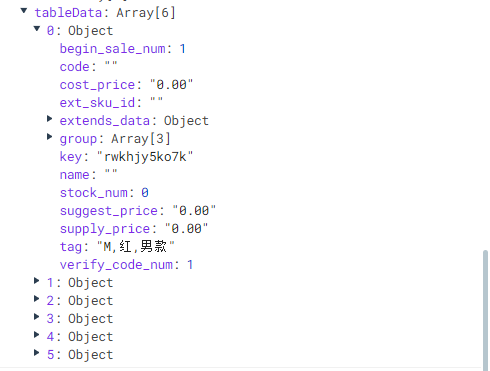 tableData: Array[6]
0: Object
begin_sale_num: 1
code: ""
cost_price: "0.00"
ext_sku_id: ""
extends_data: Object
group: Array[3]
key: "rwkhjy5ko7k"
name: ""
stock_num: 0
suggest_price: "0.00"
supply_price: "0.00"
tag: "M,红,男款"
verify_code_num: 1
1: Object
2: Object
3: Object
4: Object
5: Object